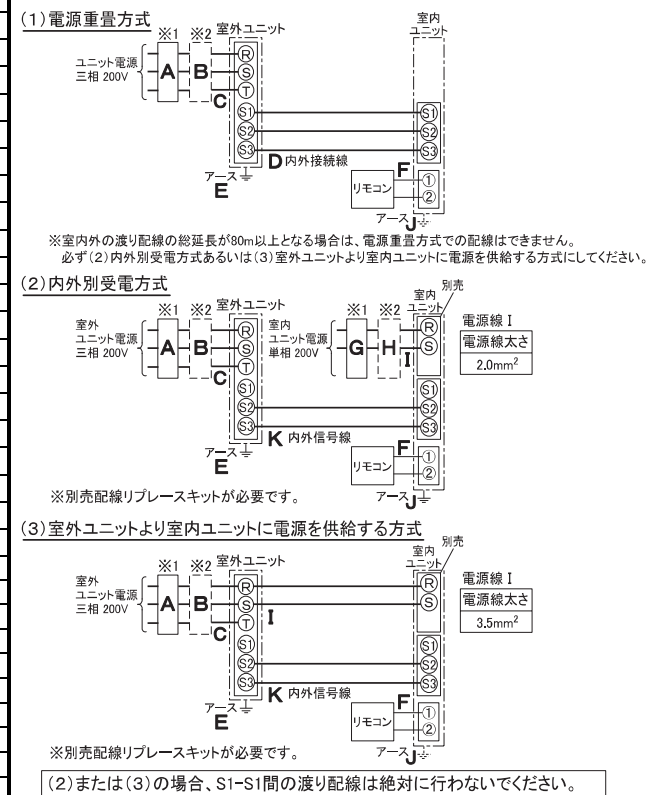 (1)電源重畳方式
※1 ※2 室外ユニット
室内
ユニット
ユニット電源
三相 200V
A B C
R
S
T
S1
S2
S3
S1
S2
S3
D 内外接続線
アース
E
F
リモコン
①
②
アース J
※室内外の渡り配線の総延長が80m以上となる場合は、電源重畳方式での配線はできません。
必ず(2)内外別受電方式あるいは(3)室外ユニットより室内ユニットに電源を供給する方式にしてください。
(2)内外別受電方式
※1 ※2 室外ユニット
※1 ※2
室内
ユニット
別売
室外
ユニット電源
三相 200V
A B C
R
S
T
S1
S2
S3
室内
ユニット電源
単相 200V
G H I
R
S
S1
S2
S3
電源線 I
電源線太さ
2.0mm²
K 内外信号線
アース
E
F
リモコン
①
②
アース J
※別売配線リプレースキットが必要です。
(3)室外ユニットより室内ユニットに電源を供給する方式
※1 ※2 室外ユニット
室内
ユニット
別売
室外
ユニット電源
三相 200V
A B C
R
S
T
S1
S2
S3
I
R
S
S1
S2
S3
電源線 I
電源線太さ
3.5mm²
K 内外信号線
アース
E
F
リモコン
①
②
アース J
※別売配線リプレースキットが必要です。
(2)または(3)の場合、S1-S1間の渡り配線は絶対に行わないでください。